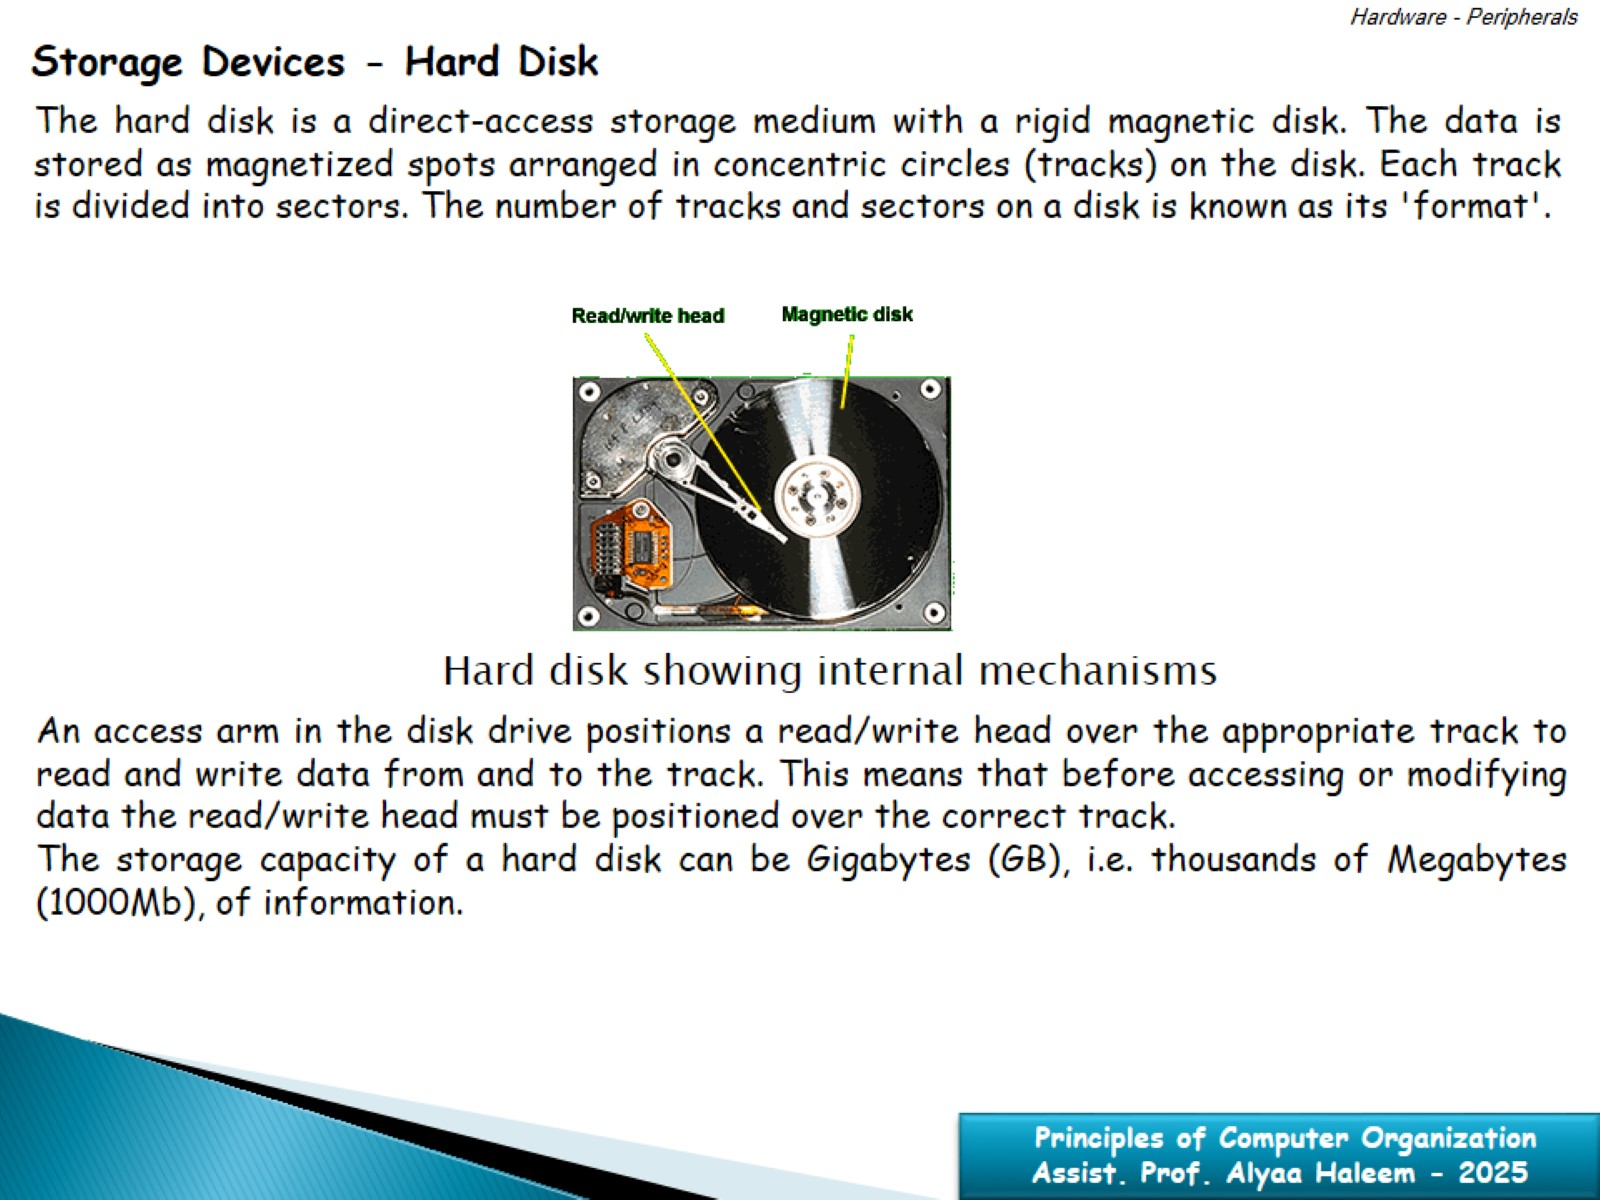 Hardware - Peripherals
Storage Devices - Hard Disk
The hard disk is a direct-access storage medium with a rigid magnetic disk. The data is
stored as magnetized spots arranged in concentric circles (tracks) on the disk. Each track
is divided into sectors. The number of tracks and sectors on a disk is known as its 'format'.
Read/write head
Magnetic disk
Hard disk showing internal mechanisms
An access arm in the disk drive positions a read/write head over the appropriate track to
read and write data from and to the track. This means that before accessing or modifying
data the read/write head must be positioned over the correct track.
The storage capacity of a hard disk can be Gigabytes (GB), i.e. thousands of Megabytes
(1000Mb), of information.
Principles of Computer Organization
Assist. Prof. Alyaa Haleem - 2025